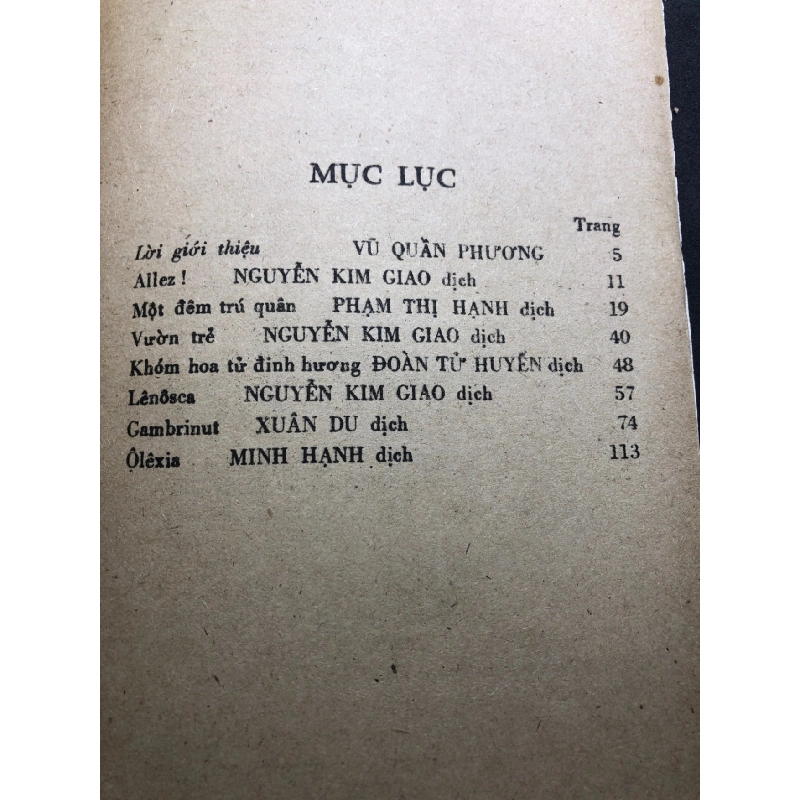 MỤC LỤC
Trang
Lời giới thiệu VŨ QUẦN PHƯƠNG 5
Allez ! NGUYỄN KIM GIAO dịch 11
Một đêm trú quân PHẠM THỊ HẠNH dịch 19
Vườn trẻ NGUYỄN KIM GIAO dịch 40
Khóm hoa tử đinh hương ĐOÀN TỬ HUYẾN dịch 48
Lênôsca NGUYỄN KIM GIAO dịch 57
Gambrinut XUÂN DU dịch 74
Ôlêxia MINH HẠNH dịch 113